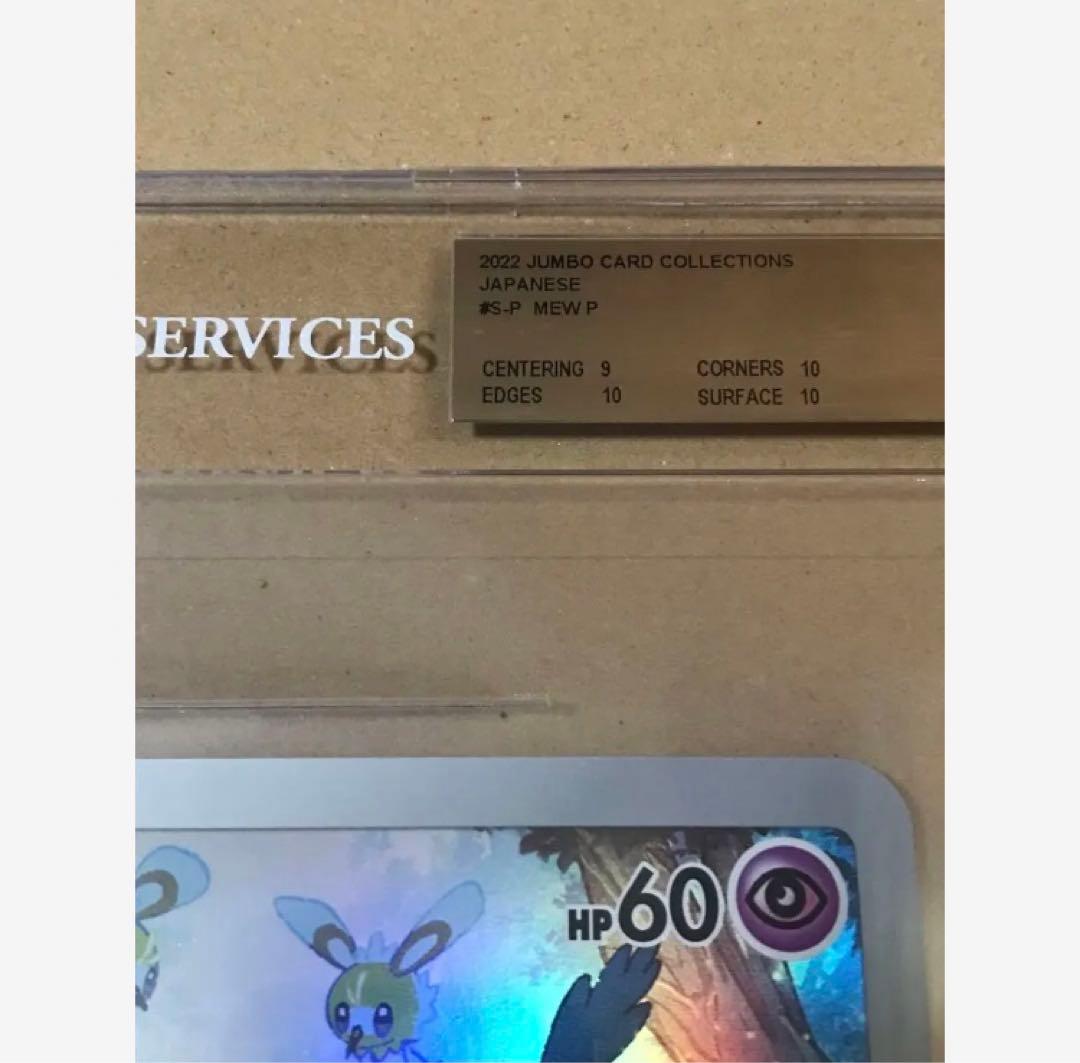 SERVICES
2022 JUMBO CARD COLLECTIONS
JAPANESE
#S-P MEW P
CENTERING 9 CORNERS 10
EDGES 10 SURFACE 10
HP60